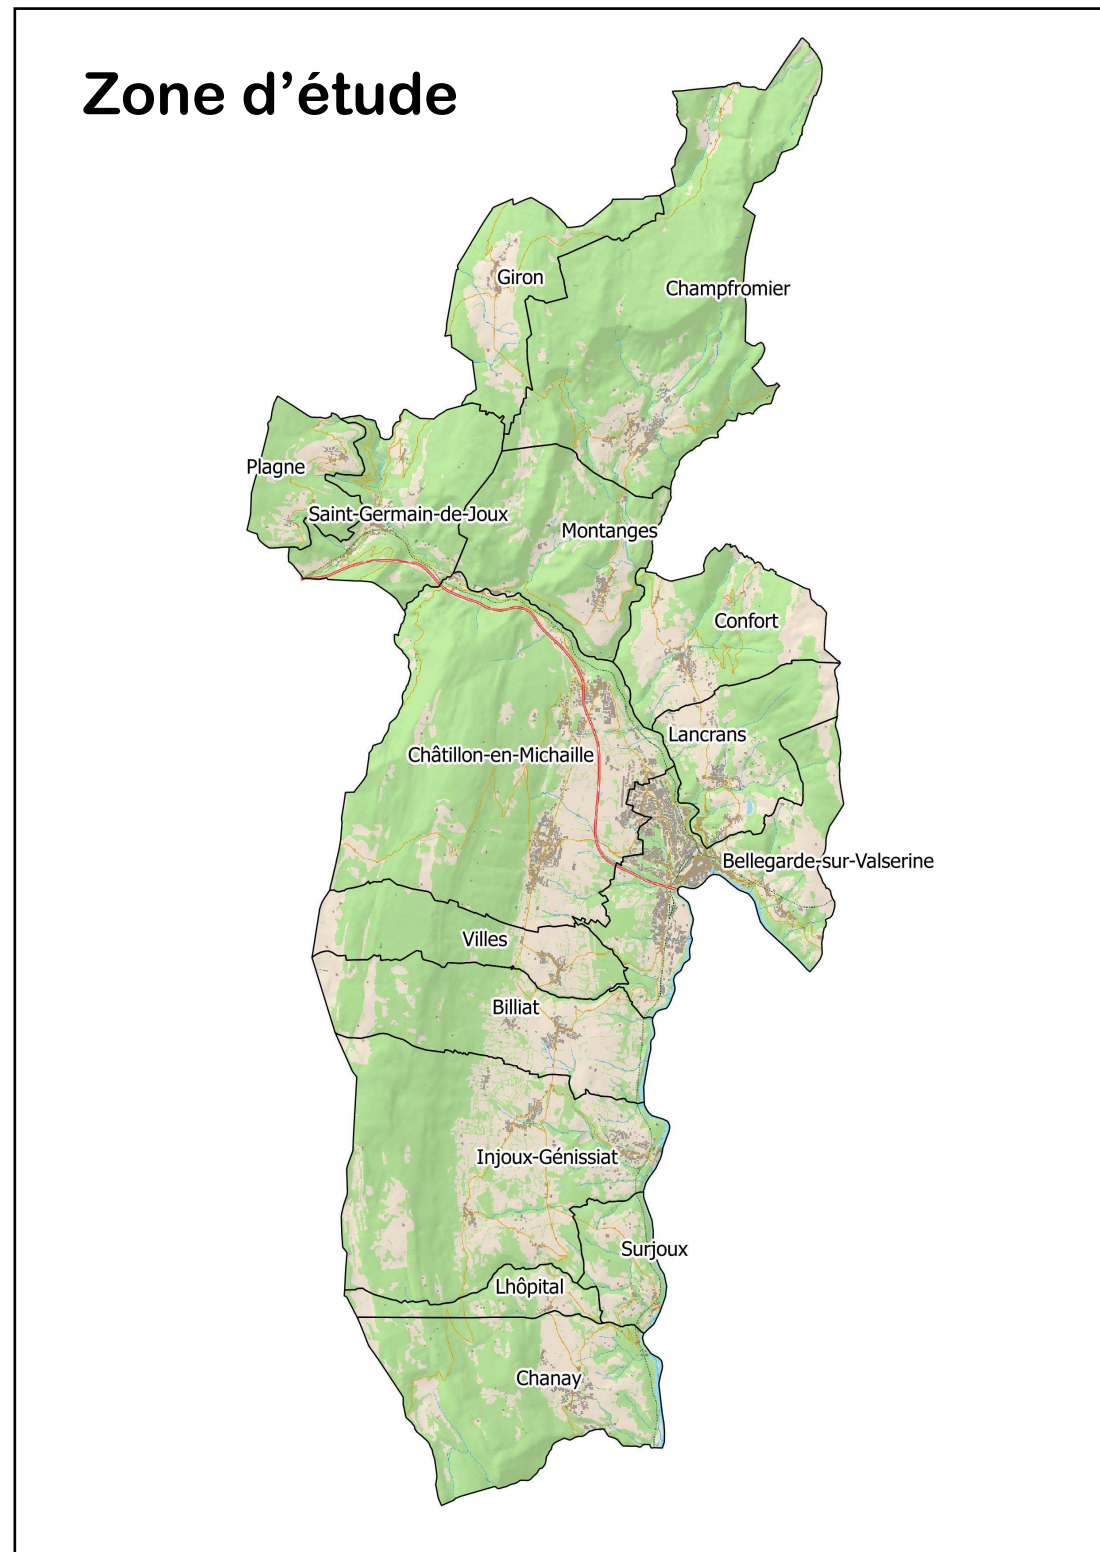 Zone d’étude
Giron
Champfromier
Plagne
Saint-Germain-de-Joux
Montanges
Confort
Lancrans
Châtillon-en-Michaille
Bellegarde-sur-Valserine
Villes
Billiat
Injoux-Génissiat
Surjoux
Lhôpital
Chanay